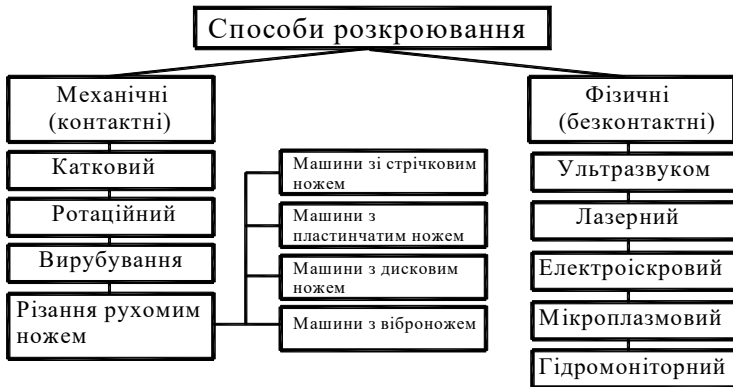 Способи розкроювання
Механічні
(контактні)
Катковий
Ротаційний
Вирубування
Різання рухомим
ножем
Машини зі стрічковим
ножем
Машини з
пластинчатим ножем
Машини з дисковим
ножем
Машини з віброножем
Фізичні
(безконтактні)
Ультразвуком
Лазерний
Електроіскровий
Мікроплазмовий
Гідромоніторний